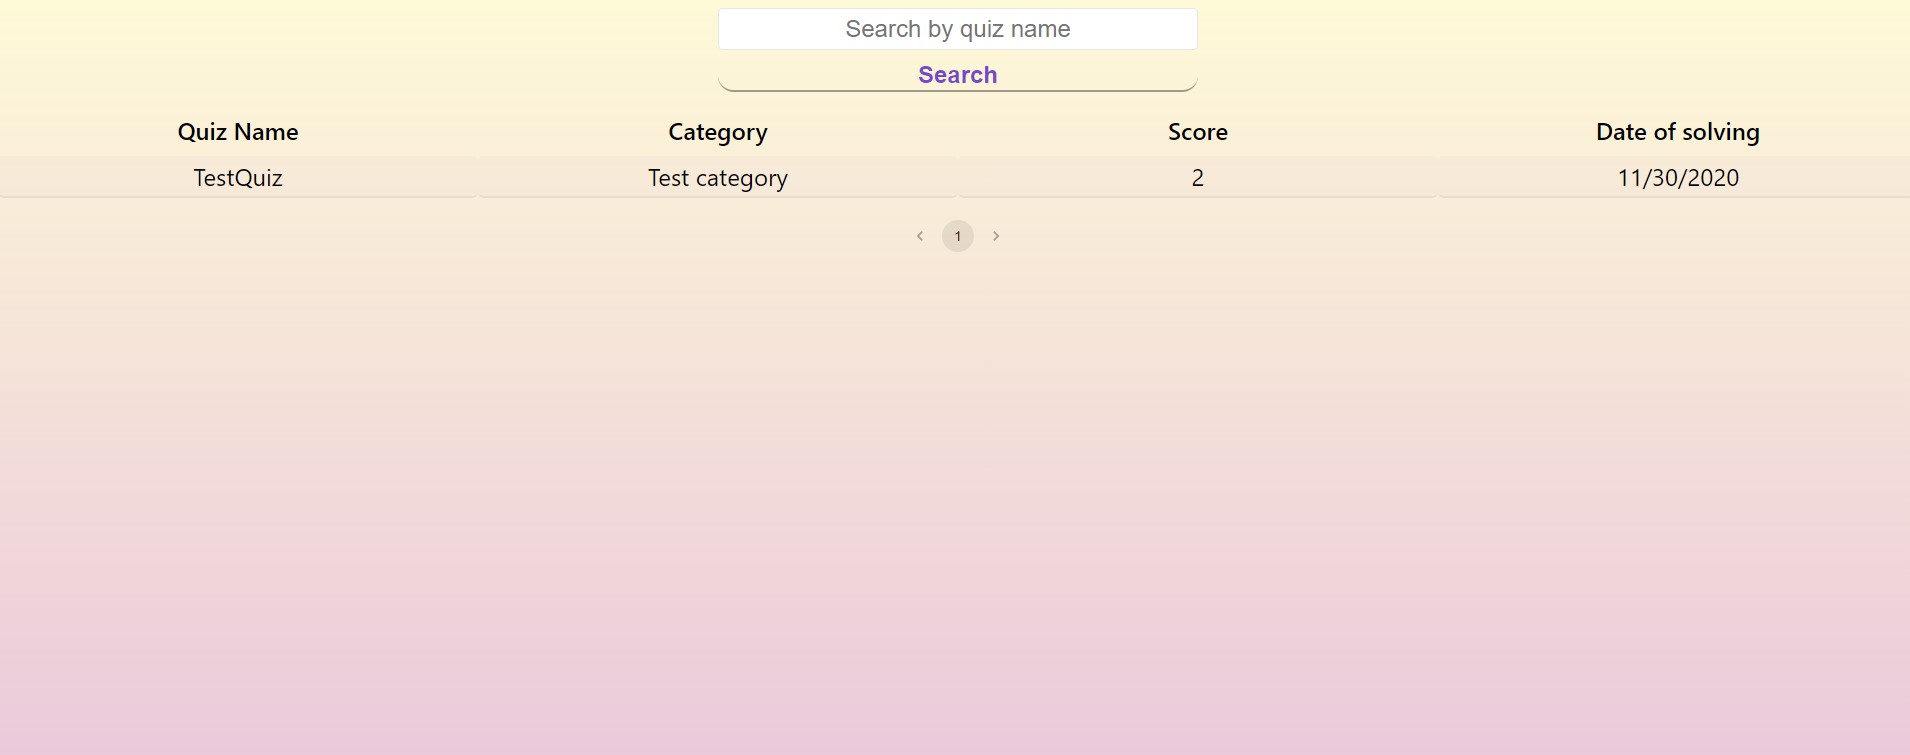 Search by quiz name
Search
Quiz Name Category Score Date of solving
TestQuiz Test category 2 11/30/2020
1